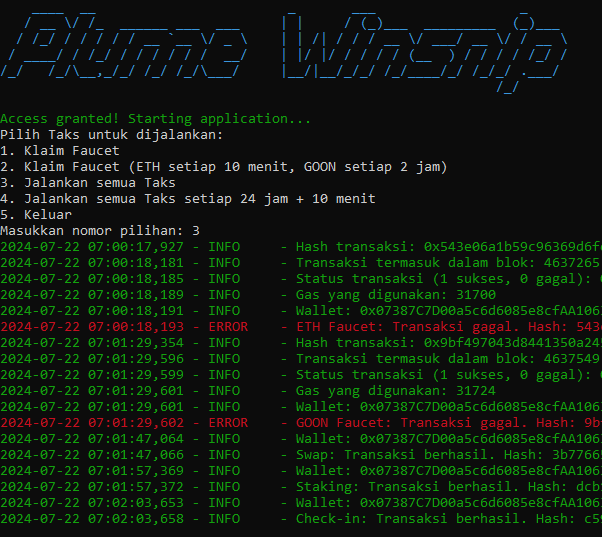 Plume Winsnip
Access granted! Starting application...
Pilih Taks untuk dijalankan:
1. Klaim Faucet
2. Klaim Faucet (ETH setiap 10 menit, GOON setiap 2 jam)
3. Jalankan semua Taks
4. Jalankan semua Taks setiap 24 jam + 10 menit
5. Keluar
Masukkan nomor pilihan: 3
2024-07-22 07:00:17,927 - INFO - Hash transaksi: 0x543e06a1b59c96369d6f
2024-07-22 07:00:18,181 - INFO - Transaksi termasuk dalam blok: 4637265
2024-07-22 07:00:18,185 - INFO - Status transaksi (1 sukses, 0 gagal):
2024-07-22 07:00:18,189 - INFO - Gas yang digunakan: 31700
2024-07-22 07:00:18,191 - INFO - Wallet: 0x07387C7D00a5c6d6085e8cfAA106
2024-07-22 07:00:18,193 - ERROR - ETH Faucet: Transaksi gagal. Hash: 543
2024-07-22 07:01:29,354 - INFO - Hash transaksi: 0x9bf497043d8441350a24
2024-07-22 07:01:29,596 - INFO - Transaksi termasuk dalam blok: 4637549
2024-07-22 07:01:29,599 - INFO - Status transaksi (1 sukses, 0 gagal):
2024-07-22 07:01:29,601 - INFO - Gas yang digunakan: 31724
2024-07-22 07:01:29,601 - INFO - Wallet: 0x07387C7D00a5c6d6085e8cfAA106
2024-07-22 07:01:29,602 - ERROR - GOON Faucet: Transaksi gagal. Hash: 9b
2024-07-22 07:01:47,064 - INFO - Wallet: 0x07387C7D00a5c6d6085e8cfAA106
2024-07-22 07:01:47,066 - INFO - Swap: Transaksi berhasil. Hash: 3b7766
2024-07-22 07:01:57,369 - INFO - Wallet: 0x07387C7D00a5c6d6085e8cfAA106
2024-07-22 07:01:57,372 - INFO - Staking: Transaksi berhasil. Hash: dcb
2024-07-22 07:02:03,653 - INFO - Wallet: 0x07387C7D00a5c6d6085e8cfAA106
2024-07-22 07:02:03,658 - INFO - Check-in: Transaksi berhasil. Hash: c5